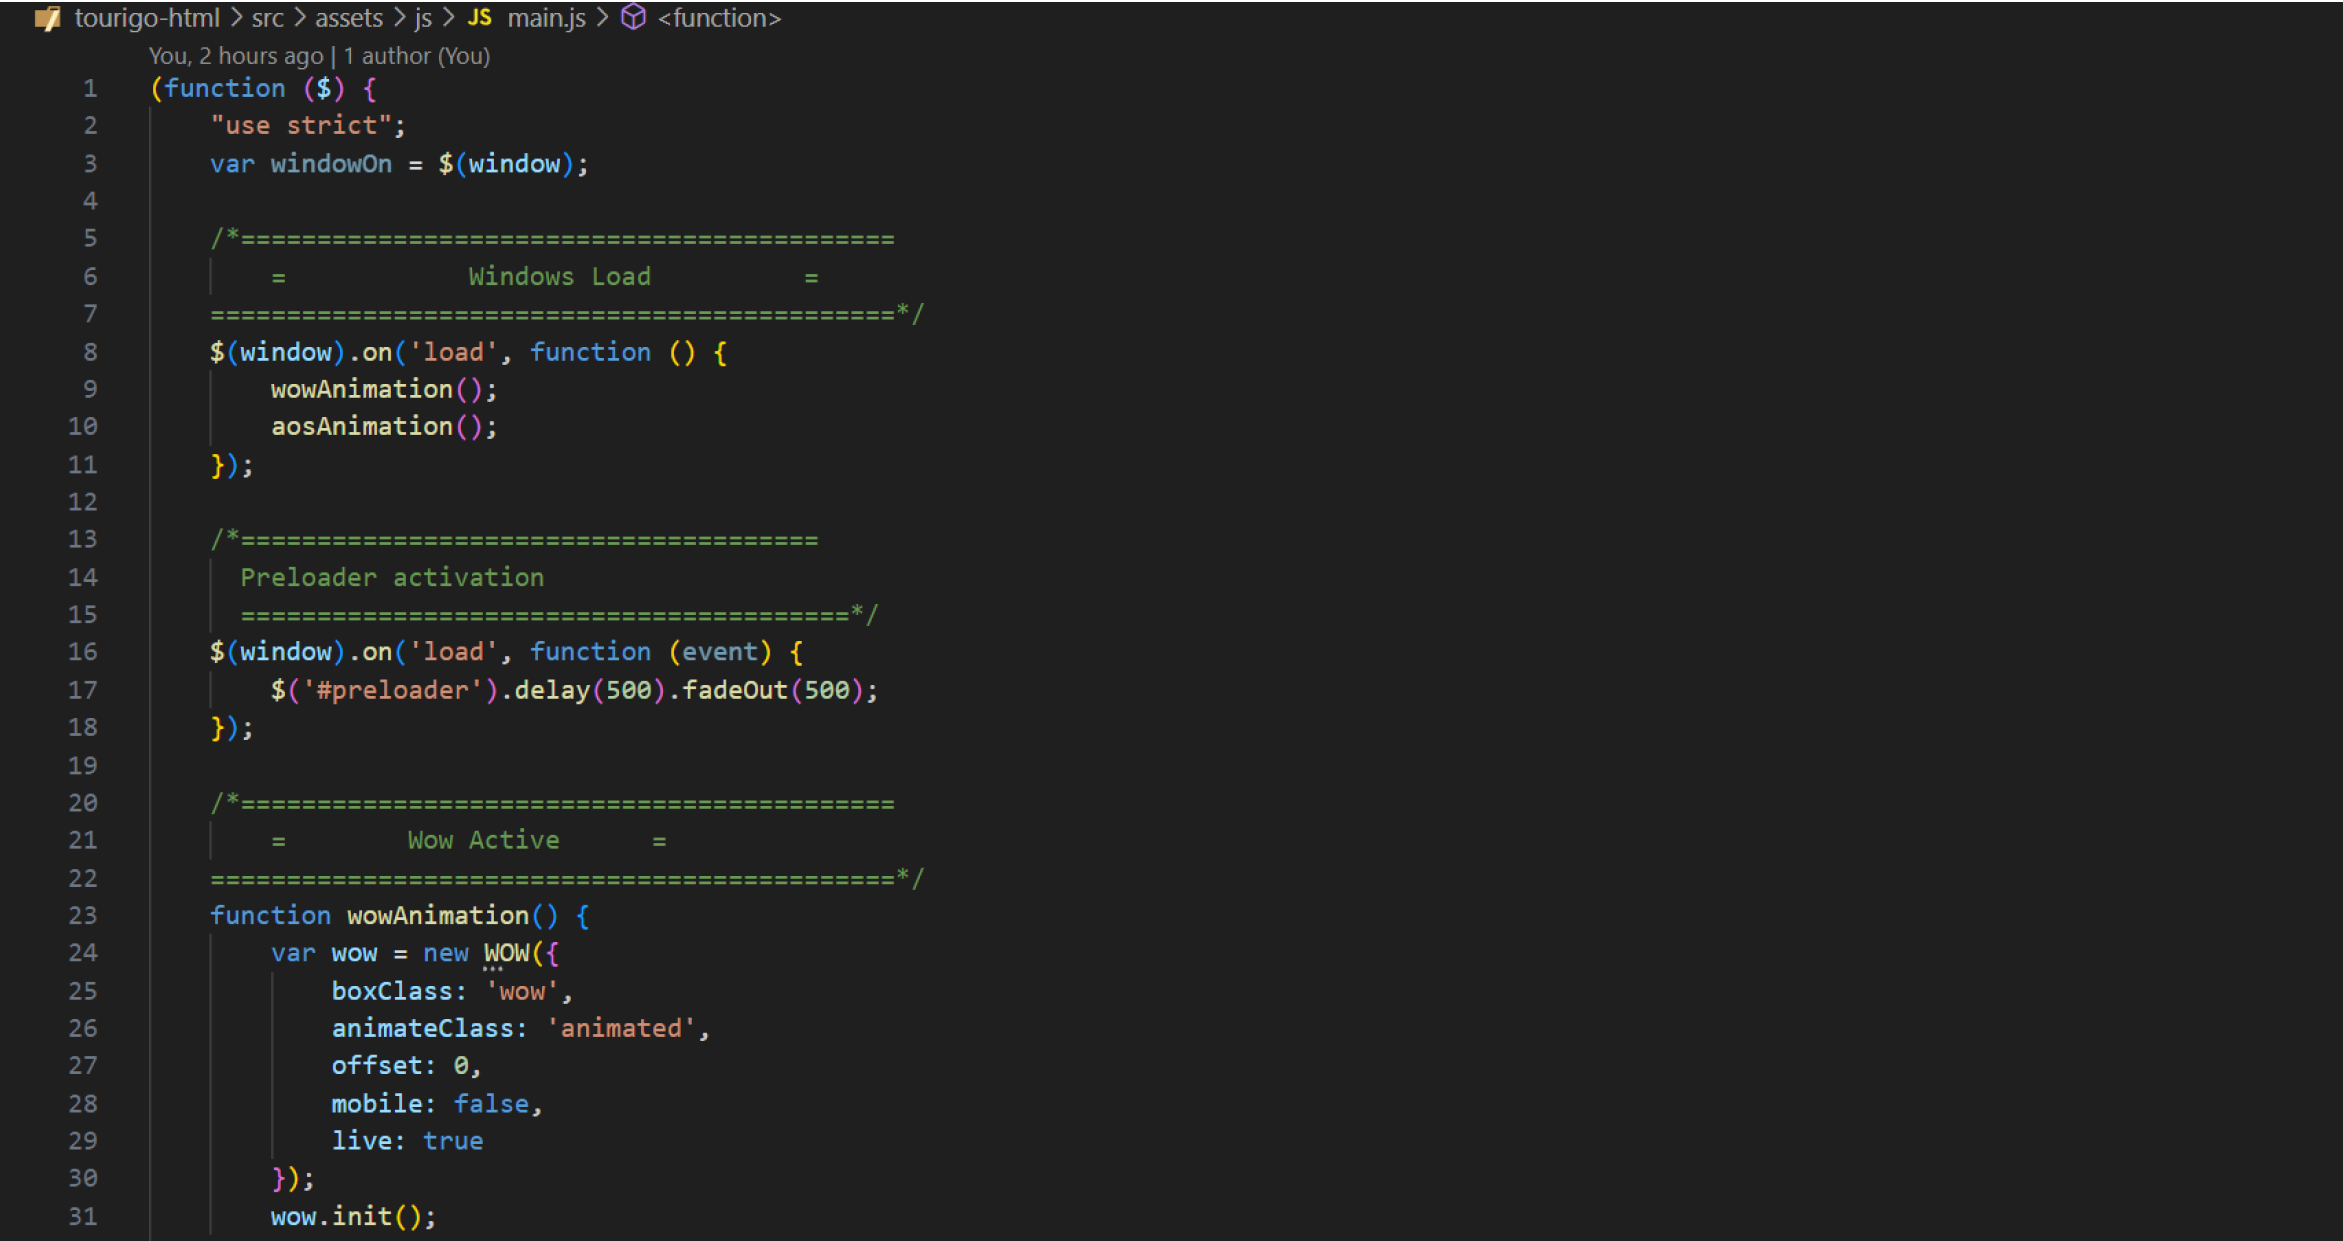 tourigo-html > src > assets > js > JS main.js > <function>
You, 2 hours ago | 1 author (You)
1 (function ($) {
2     "use strict";
3     var windowOn = $(window);
4
5     /*===========================================
6         =            Windows Load          =
7     =============================================*/
8     $(window).on('load', function () {
9         wowAnimation();
10         aosAnimation();
11     });
12
13     /*======================================
14       Preloader activation
15       ========================================*/
16     $(window).on('load', function (event) {
17         $('#preloader').delay(500).fadeOut(500);
18     });
19
20     /*===========================================
21         =        Wow Active      =
22     =============================================*/
23     function wowAnimation() {
24         var wow = new WOW({
25             boxClass: 'wow',
26             animateClass: 'animated',
27             offset: 0,
28             mobile: false,
29             live: true
30         });
31         wow.init();